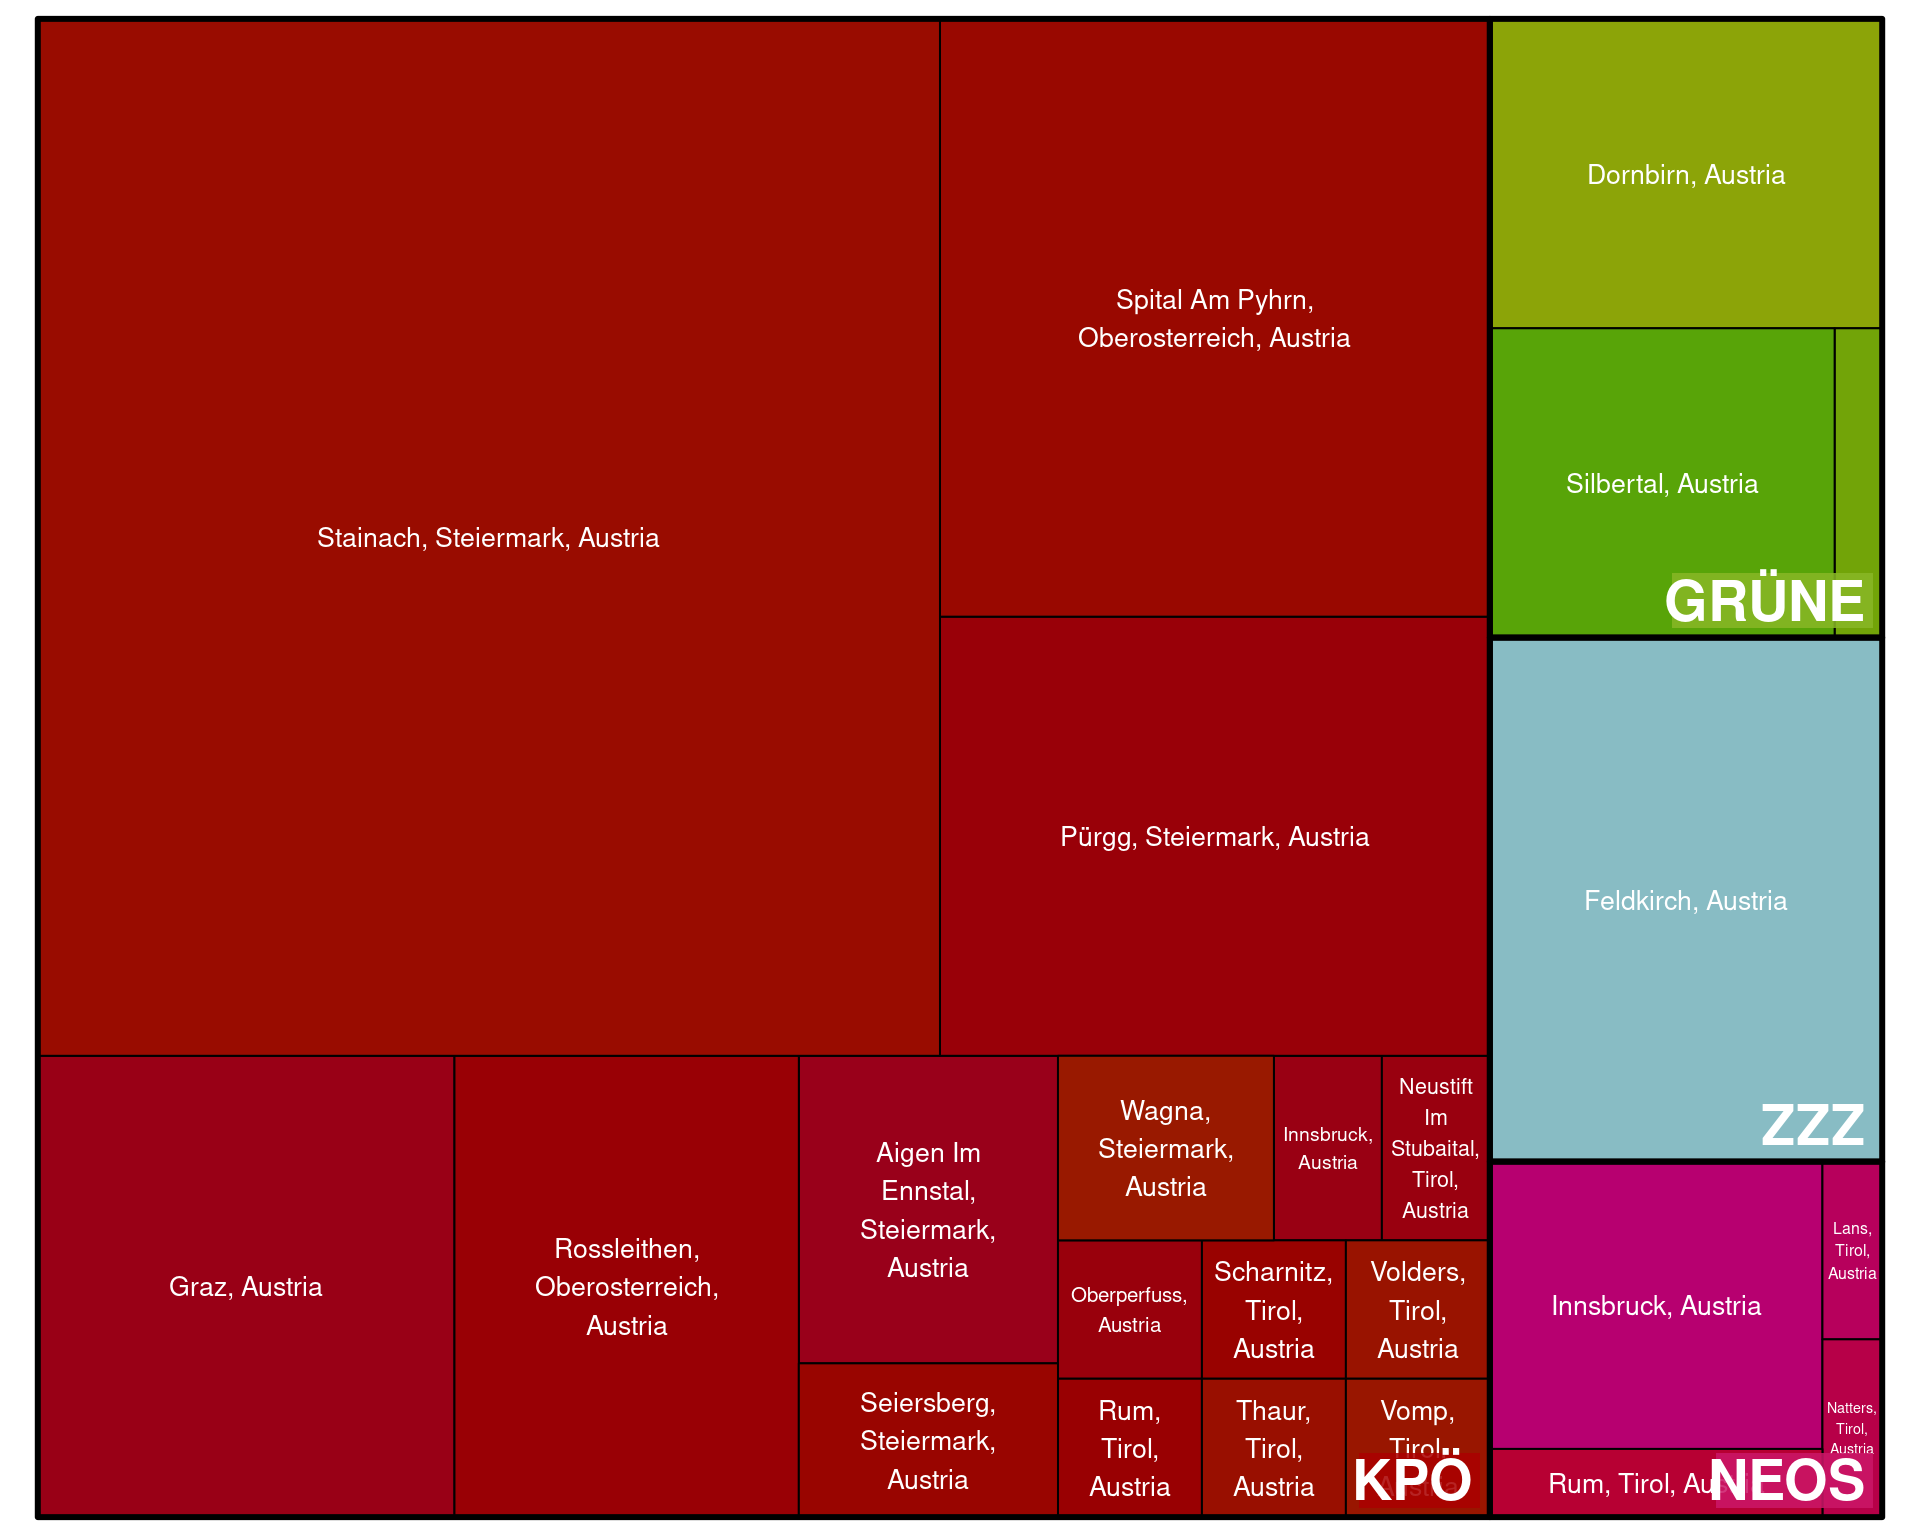 Stainach, Steiermark, Austria
Spital Am Pyhrn,
Oberosterreich, Austria
Pürgg, Steiermark, Austria
Graz, Austria
Rossleithen,
Oberosterreich,
Austria
Aigen Im
Ennstal,
Steiermark,
Austria
Seiersberg,
Steiermark,
Austria
Wagna,
Steiermark,
Austria
Innsbruck,
Austria
Neustift
Im
Stubaital,
Tirol,
Austria
Oberperfuss,
Austria
Scharnitz,
Tirol,
Austria
Volders,
Tirol,
Austria
Rum,
Tirol,
Austria
Thaur,
Tirol,
Austria
Vomp,
Tirol,
KPÖ
Dornbirn, Austria
Silbertal, Austria
GRÜNE
Feldkirch, Austria
ZZZ
Innsbruck, Austria
Lans,
Tirol,
Austria
Natters,
Tirol,
Austria
Rum, Tirol, Austria
NEOS